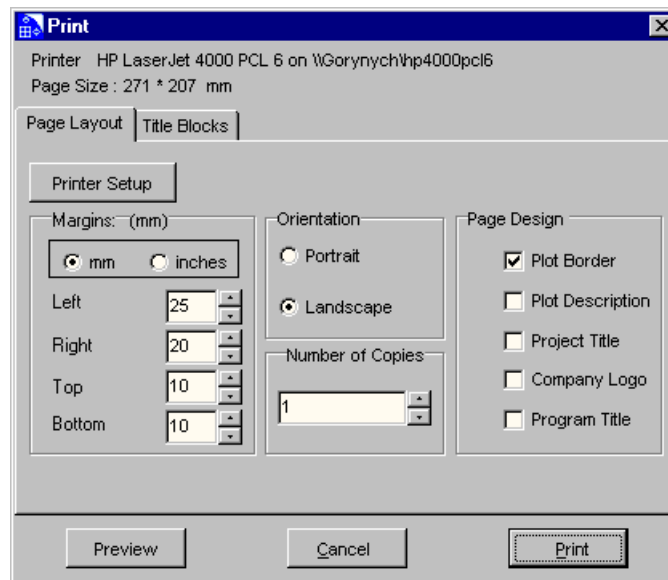 Print
Printer HP LaserJet 4000 PCL 6 on \\Gorynych\hp4000pcl6
Page Size : 271 * 207 mm
Page Layout Title Blocks
Printer Setup
Margins: (mm)
mm inches
Left 25
Right 20
Top 10
Bottom 10
Orientation
Portrait
Landscape
Number of Copies
1
Page Design
Plot Border
Plot Description
Project Title
Company Logo
Program Title
Preview Cancel Print